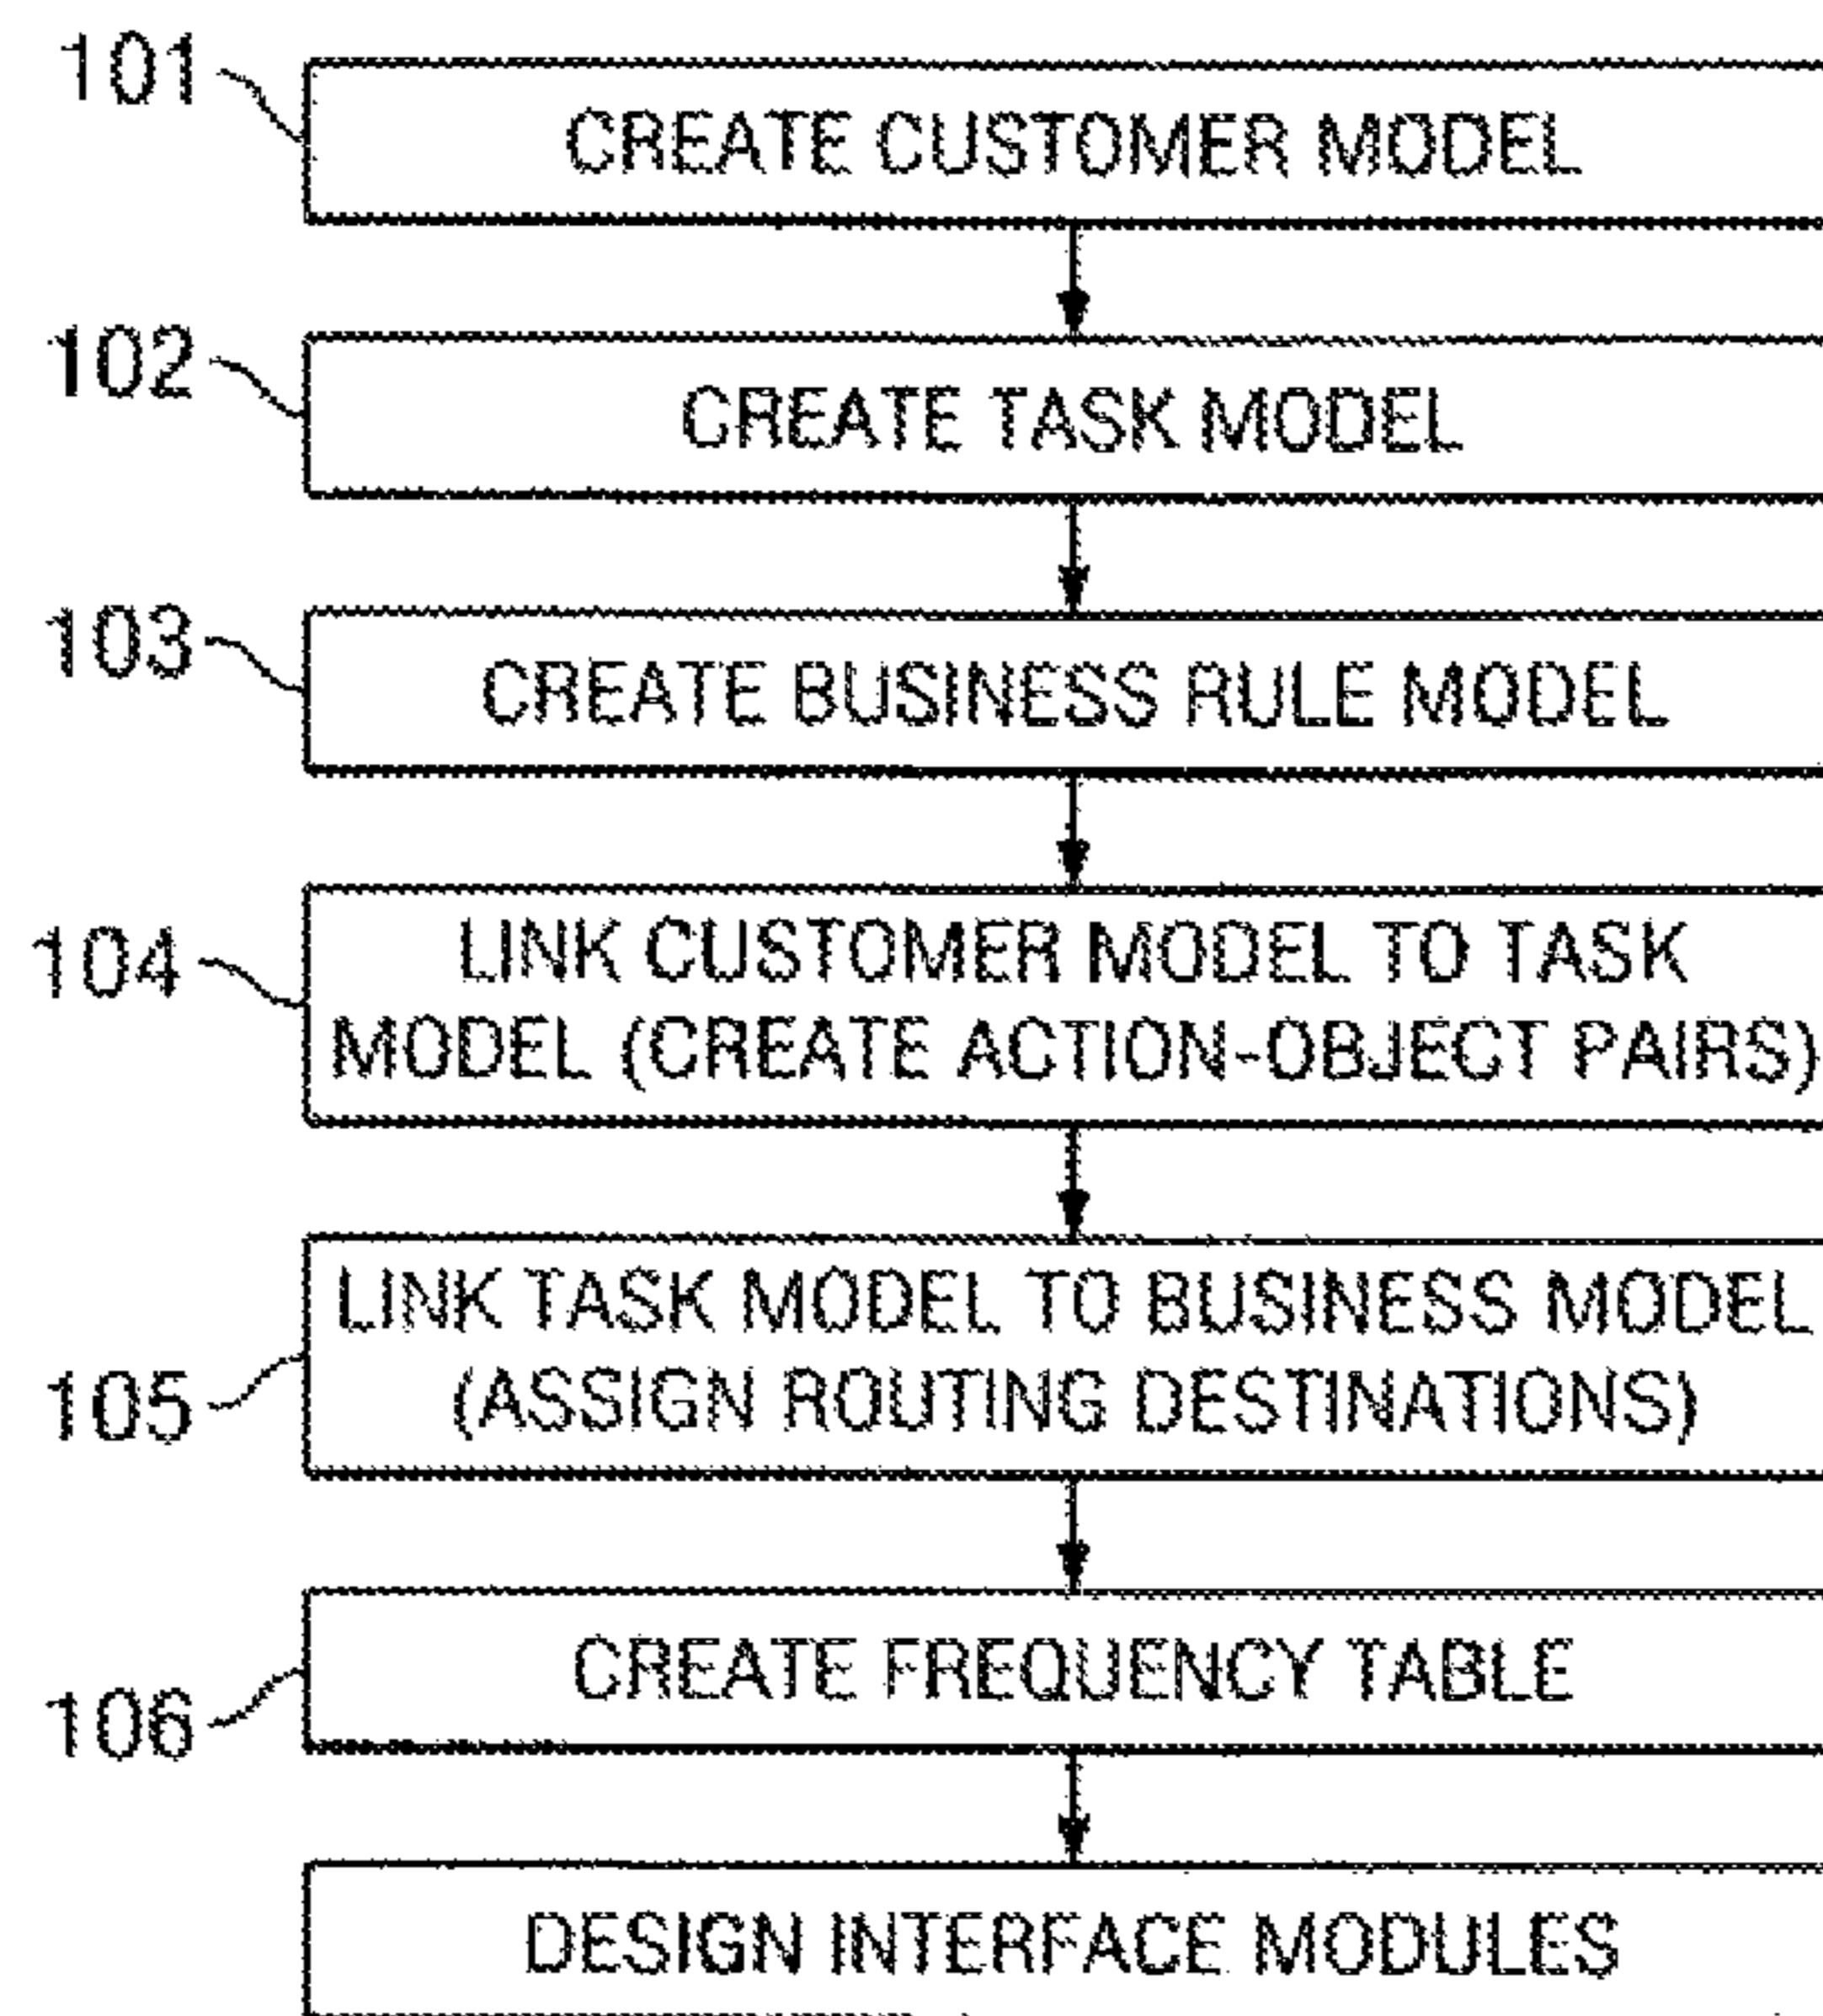 101
CREATE CUSTOMER MODEL
102
CREATE TASK MODEL
103
CREATE BUSINESS RULE MODEL
104
LINK CUSTOMER MODEL TO TASK
MODEL (CREATE ACTION-OBJECT PAIRS)
105
LINK TASK MODEL TO BUSINESS MODEL
(ASSIGN ROUTING DESTINATIONS)
106
CREATE FREQUENCY TABLE
DESIGN INTERFACE MODULES